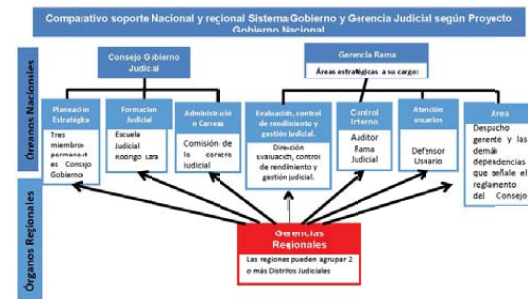 Comparativo soporte Nacional y regional Sistema Gobierno y Gerencia Judicial según Proyecto
Gobierno Nacional
Órganos Nacionales
Órganos Regionales
Consejo Gobierno
Judicial
Gerencia Rama
Áreas estratégicas a su cargo:
Planeación
Estratégica
Tres
miembros
permanent
es Consejo
Gobierno
Formación
Judicial
Escuela
Judicial
Rodrigo Lara
Administració
n Carrera
Comisión de
la carrera
Judicial
Evaluación, control
de rendimiento y
gestión judicial.
Dirección
Evaluación, control
de rendimiento y
gestión judicial.
Control
Interno
Auditor
Rama
Judicial
Atención
usuarios
Defensor
Usuario
Área
Despacho
gerente y las
demás
dependencias
que señale el
reglamento
del Consejo
Gerencias
Regionales
Las regiones pueden agrupar 2
o más Distritos Judiciales